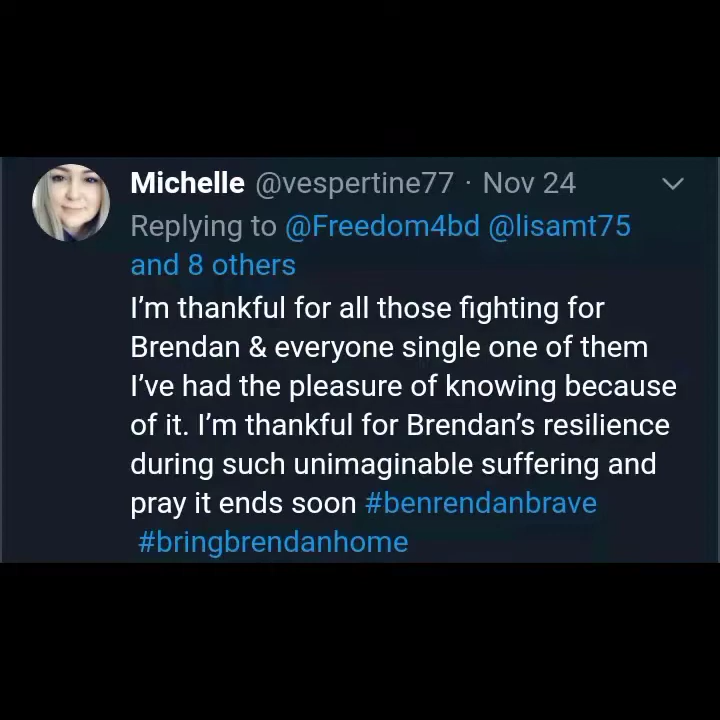 Michelle @vespertine77 · Nov 24
Replying to @Freedom4bd @lisamt75
and 8 others
I’m thankful for all those fighting for
Brendan & everyone single one of them
I’ve had the pleasure of knowing because
of it. I’m thankful for Brendan’s resilience
during such unimaginable suffering and
pray it ends soon #benrendanbrave
#bringbrendanhome